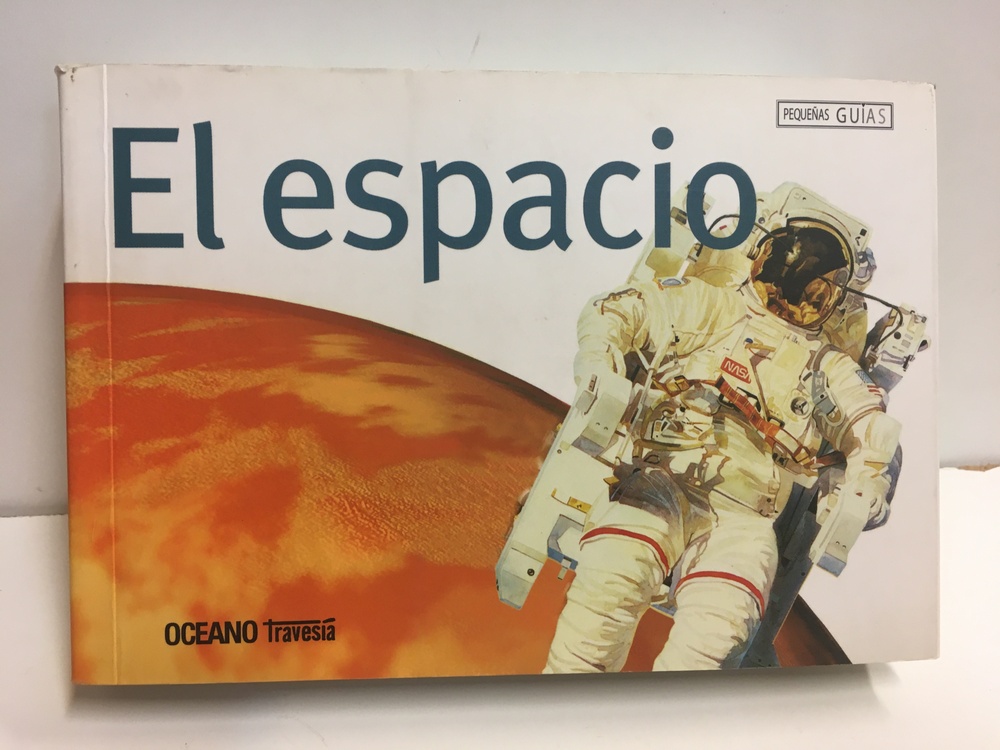 PEQUEÑAS GUÍAS
El espacio
NASA
OCEANO Travesía